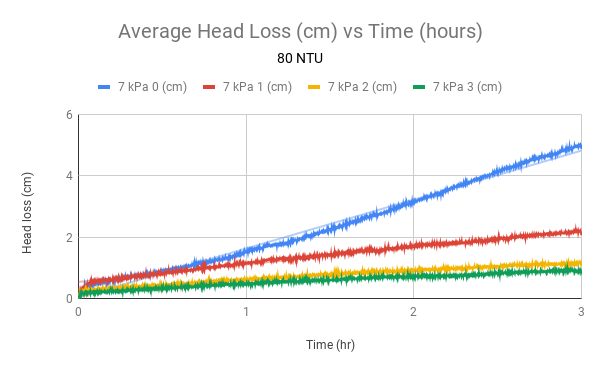 Average Head Loss (cm) vs Time (hours)
80 NTU
7 kPa 0 (cm) 7 kPa 1 (cm) 7 kPa 2 (cm) 7 kPa 3 (cm)
6
4
2
0
Head loss (cm)
0 1 2 3
Time (hr)